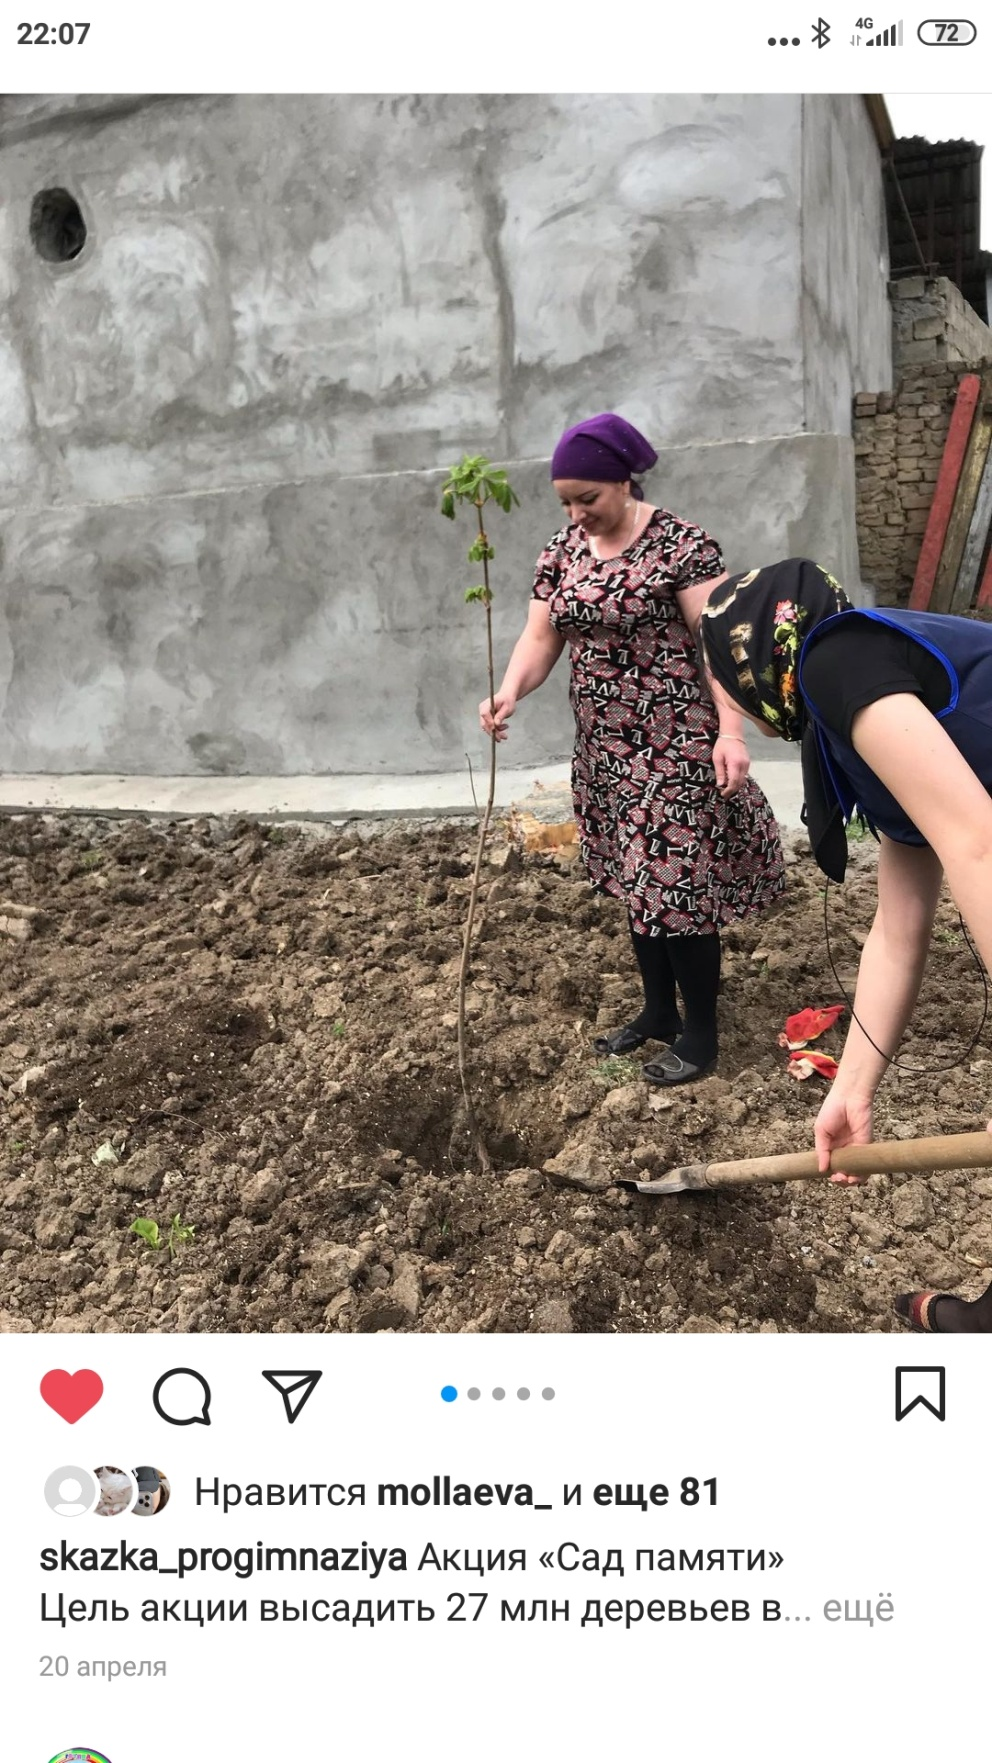 22:07
4G
72
Нравится mollaeva_ и еще 81
skazka_progimnaziya Акция «Сад памяти»
Цель акции высадить 27 млн деревьев в... ещё
20 апреля